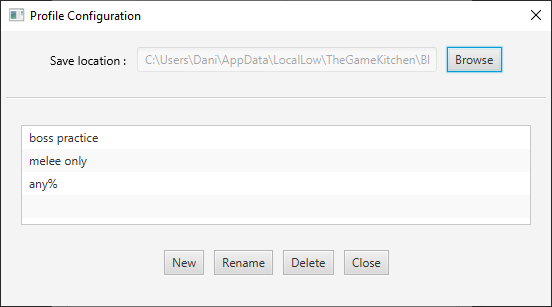 Profile Configuration
Save location : C:\Users\Dani\AppData\LocalLow\TheGameKitchen\Bl Browse
boss practice
melee only
any%
New Rename Delete Close